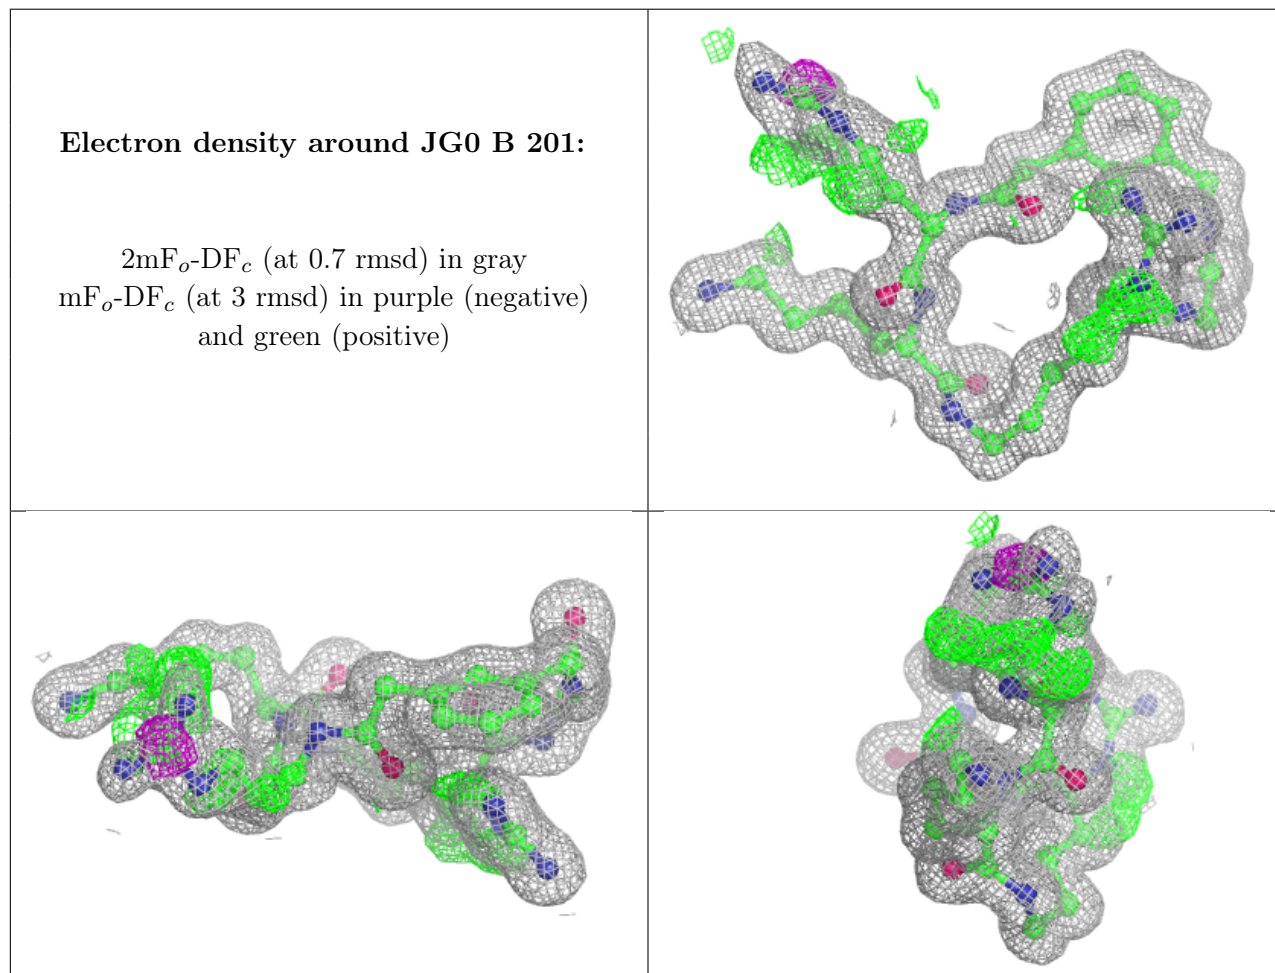 Electron density around JG0 B 201:
2mFₒ-DF𝒸 (at 0.7 rmsd) in gray
mFₒ-DF𝒸 (at 3 rmsd) in purple (negative)
and green (positive)